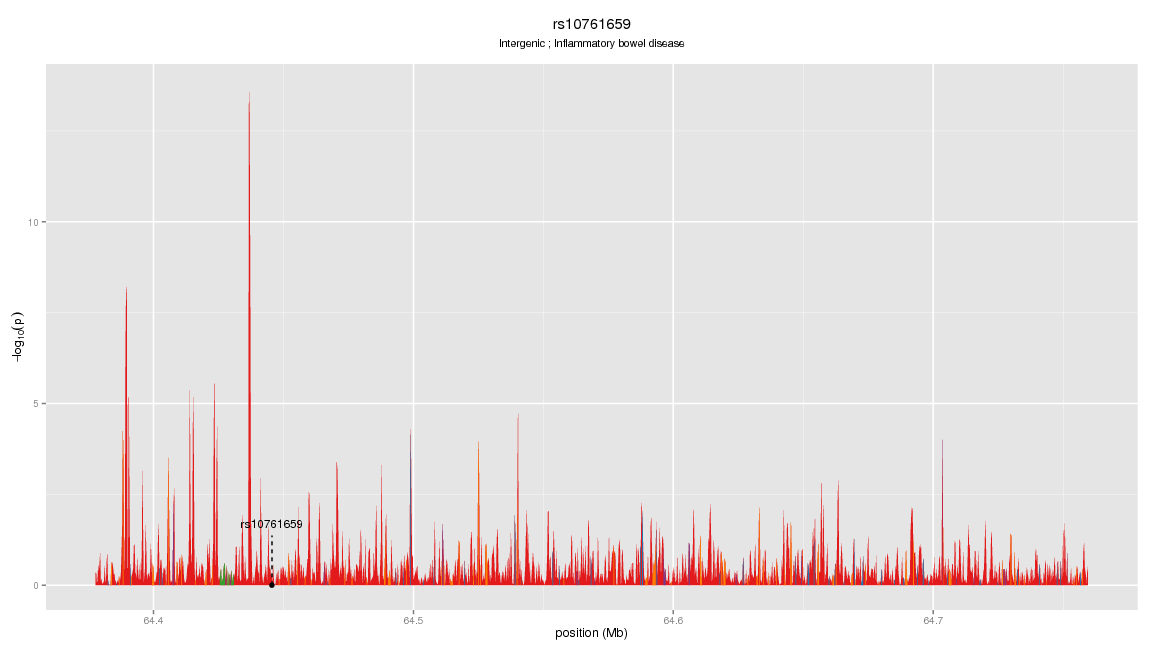 rs10761659
Intergenic ; Inflammatory bowel disease
−log10(p)
10
5
0
rs10761659
64.4
64.5
64.6
64.7
position (Mb)